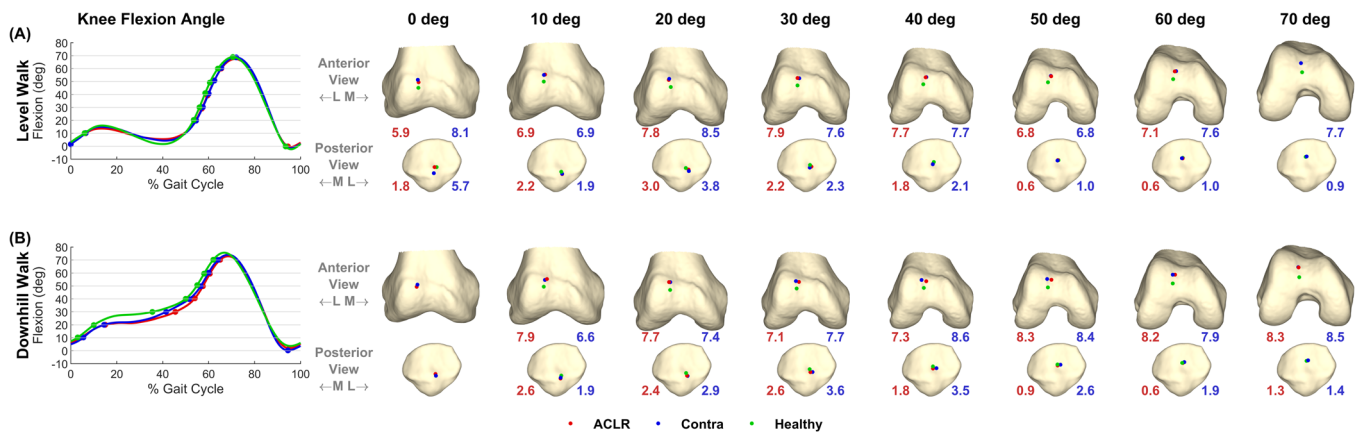 Knee Flexion Angle 0 deg 10 deg 20 deg 30 deg 40 deg 50 deg 60 deg 70 deg
(A)
Level Walk
Flexion (deg)
80
70
60
50
40
30
20
10
0
-10
0 20 40 60 80 100
% Gait Cycle
Anterior
View
←L M→
5.9 8.1 6.9 6.9 7.8 8.5 7.9 7.6 7.7 7.7 6.8 6.8 7.1 7.6 7.7
Posterior
View
←M L→
1.8 5.7 2.2 1.9 3.0 3.8 2.2 2.3 1.8 2.1 0.6 1.0 0.6 1.0 0.9
(B)
Downhill Walk
Flexion (deg)
80
70
60
50
40
30
20
10
0
-10
0 20 40 60 80 100
% Gait Cycle
Anterior
View
←L M→
7.9 6.6 7.7 7.4 7.1 7.7 7.3 8.6 8.3 8.4 8.2 7.9 8.3 8.5
Posterior
View
←M L→
2.6 1.9 2.4 2.9 2.6 3.6 1.8 3.5 0.9 2.6 0.6 1.9 1.3 1.4
ACLR Contra Healthy